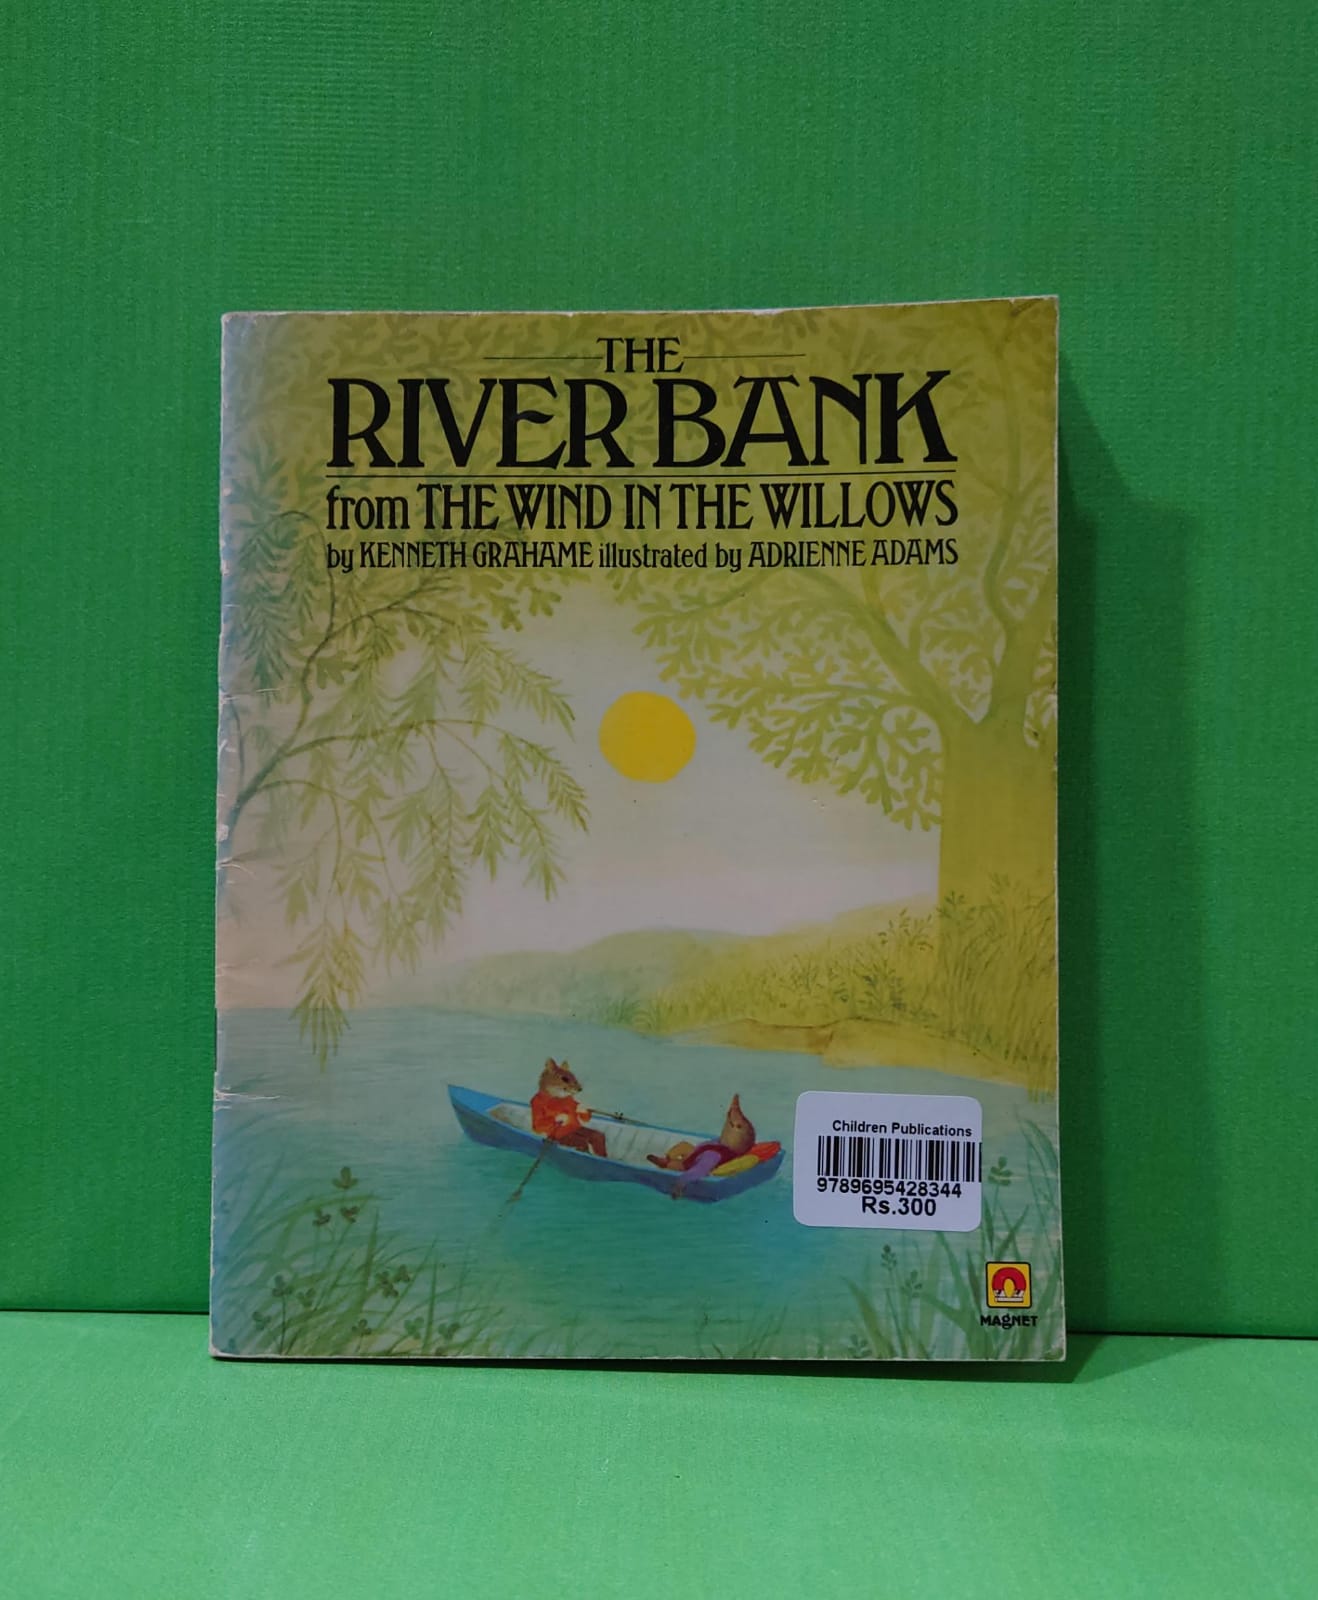 THE
RIVER BANK
from THE WIND IN THE WILLOWS
by KENNETH GRAHAME illustrated by ADRIENNE ADAMS
Children Publications
9789695428344
Rs.300
MAgNET